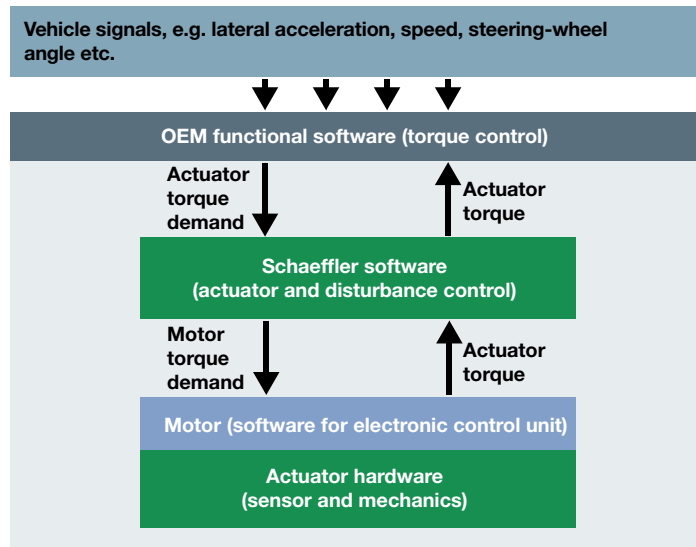 Vehicle signals, e.g. lateral acceleration, speed, steering-wheel
angle etc.
OEM functional software (torque control)
Actuator
torque
demand
Actuator
torque
Schaeffler software
(actuator and disturbance control)
Motor
torque
demand
Actuator
torque
Motor (software for electronic control unit)
Actuator hardware
(sensor and mechanics)